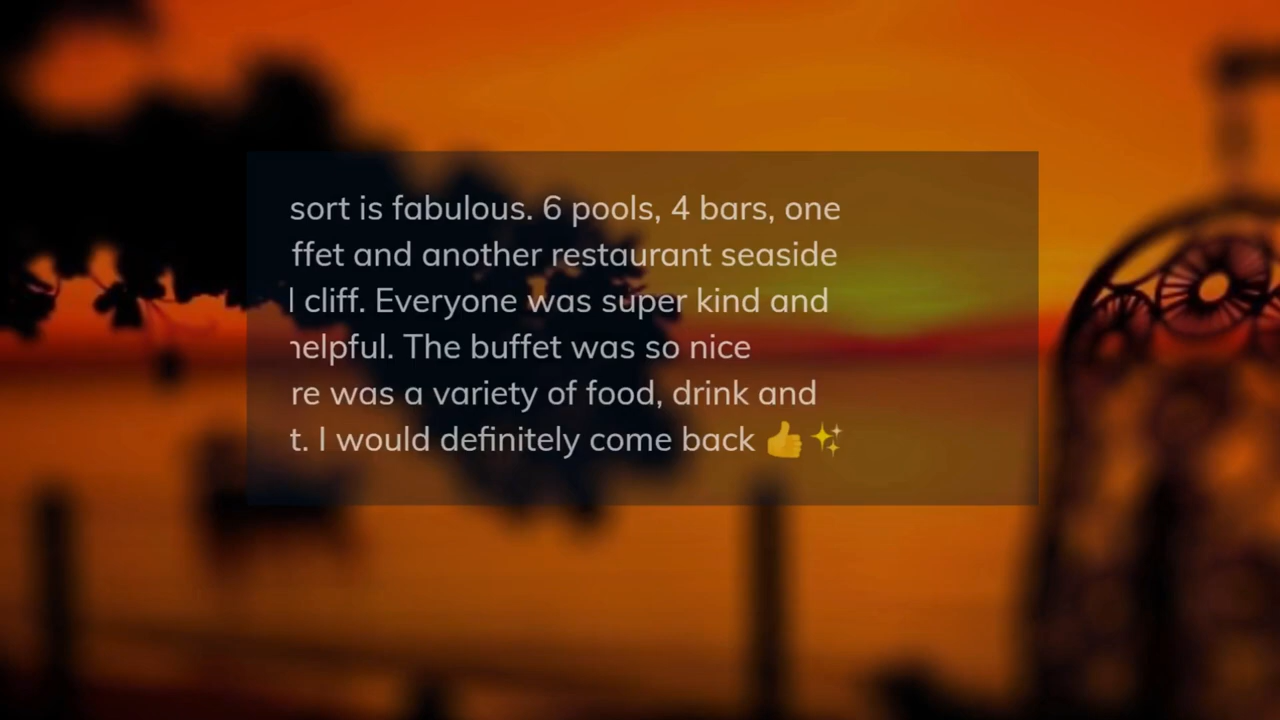 sort is fabulous. 6 pools, 4 bars, one
ffet and another restaurant seaside
cliff. Everyone was super kind and
helpful. The buffet was so nice
re was a variety of food, drink and
t. I would definitely come back 👍✨